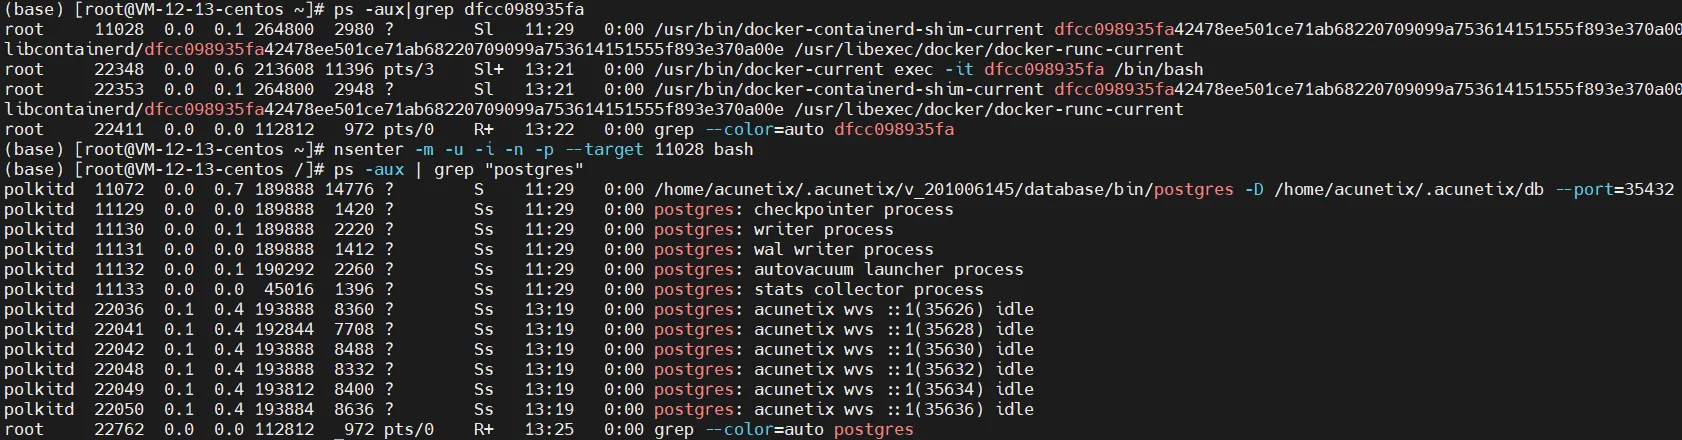 (base) [root@VM-12-13-centos ~]# ps -aux|grep dfcc098935fa
root     11028  0.0  0.1 264800  2980 ?        Sl   11:29   0:00 /usr/bin/docker-containerd-shim-current dfcc098935fa42478ee501ce71ab68220709099a753614151555f893e370a00
libcontainerd/dfcc098935fa42478ee501ce71ab68220709099a753614151555f893e370a00e /usr/libexec/docker/docker-runc-current
root     22348  0.0  0.6 213608 11396 pts/3    Sl+  13:21   0:00 /usr/bin/docker-current exec -it dfcc098935fa /bin/bash
root     22353  0.0  0.1 264800  2948 ?        Sl   13:21   0:00 /usr/bin/docker-containerd-shim-current dfcc098935fa42478ee501ce71ab68220709099a753614151555f893e370a00
libcontainerd/dfcc098935fa42478ee501ce71ab68220709099a753614151555f893e370a00e /usr/libexec/docker/docker-runc-current
root     22411  0.0  0.0 112812   972 pts/0    R+   13:22   0:00 grep --color=auto dfcc098935fa
(base) [root@VM-12-13-centos ~]# nsenter -m -u -i -n -p --target 11028 bash
(base) [root@VM-12-13-centos /]# ps -aux | grep "postgres"
polkitd  11072  0.0  0.7 189888 14776 ?        S    11:29   0:00 /home/acunetix/.acunetix/v_201006145/database/bin/postgres -D /home/acunetix/.acunetix/db --port=35432
polkitd  11129  0.0  0.0 189888  1420 ?        Ss   11:29   0:00 postgres: checkpointer process
polkitd  11130  0.0  0.1 189888  2220 ?        Ss   11:29   0:00 postgres: writer process
polkitd  11131  0.0  0.0 189888  1412 ?        Ss   11:29   0:00 postgres: wal writer process
polkitd  11132  0.0  0.1 190292  2260 ?        Ss   11:29   0:00 postgres: autovacuum launcher process
polkitd  11133  0.0  0.0  45016  1396 ?        Ss   11:29   0:00 postgres: stats collector process
polkitd  22036  0.1  0.4 193888  8360 ?        Ss   13:19   0:00 postgres: acunetix wvs ::1(35626) idle
polkitd  22041  0.1  0.4 192844  7708 ?        Ss   13:19   0:00 postgres: acunetix wvs ::1(35628) idle
polkitd  22042  0.1  0.4 193888  8488 ?        Ss   13:19   0:00 postgres: acunetix wvs ::1(35630) idle
polkitd  22048  0.1  0.4 193888  8332 ?        Ss   13:19   0:00 postgres: acunetix wvs ::1(35632) idle
polkitd  22049  0.1  0.4 193812  8400 ?        Ss   13:19   0:00 postgres: acunetix wvs ::1(35634) idle
polkitd  22050  0.1  0.4 193884  8636 ?        Ss   13:19   0:00 postgres: acunetix wvs ::1(35636) idle
root     22762  0.0  0.0 112812  _972 pts/0    R+   13:25   0:00 grep --color=auto postgres